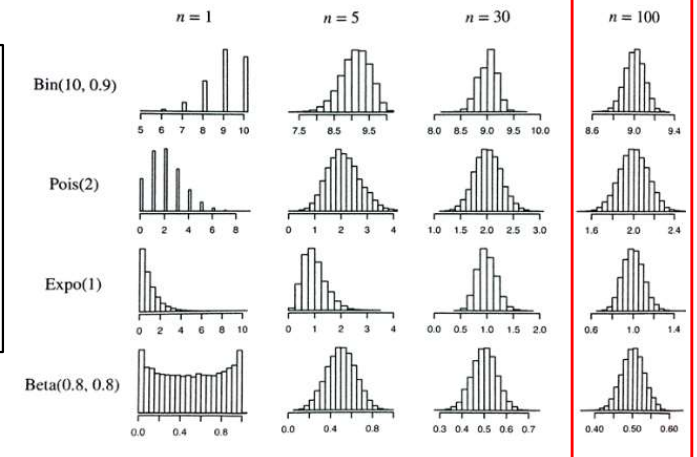 n = 1 n = 5 n = 30 n = 100
Bin(10, 0.9)
5 6 7 8 9 10 7.5 8.5 9.5 8.0 8.5 9.0 9.5 10.0 8.6 9.0 9.4
Pois(2)
0 2 4 6 8 0 1 2 3 4 1.0 1.5 2.0 2.5 3.0 1.6 2.0 2.4
Expo(1)
0 2 4 6 8 10 0 1 2 3 4 0.0 0.5 1.0 1.5 2.0 0.6 1.0 1.4
Beta(0.8, 0.8)
0.0 0.4 0.8 0.0 0.4 0.8 0.3 0.4 0.5 0.6 0.7 0.40 0.50 0.60